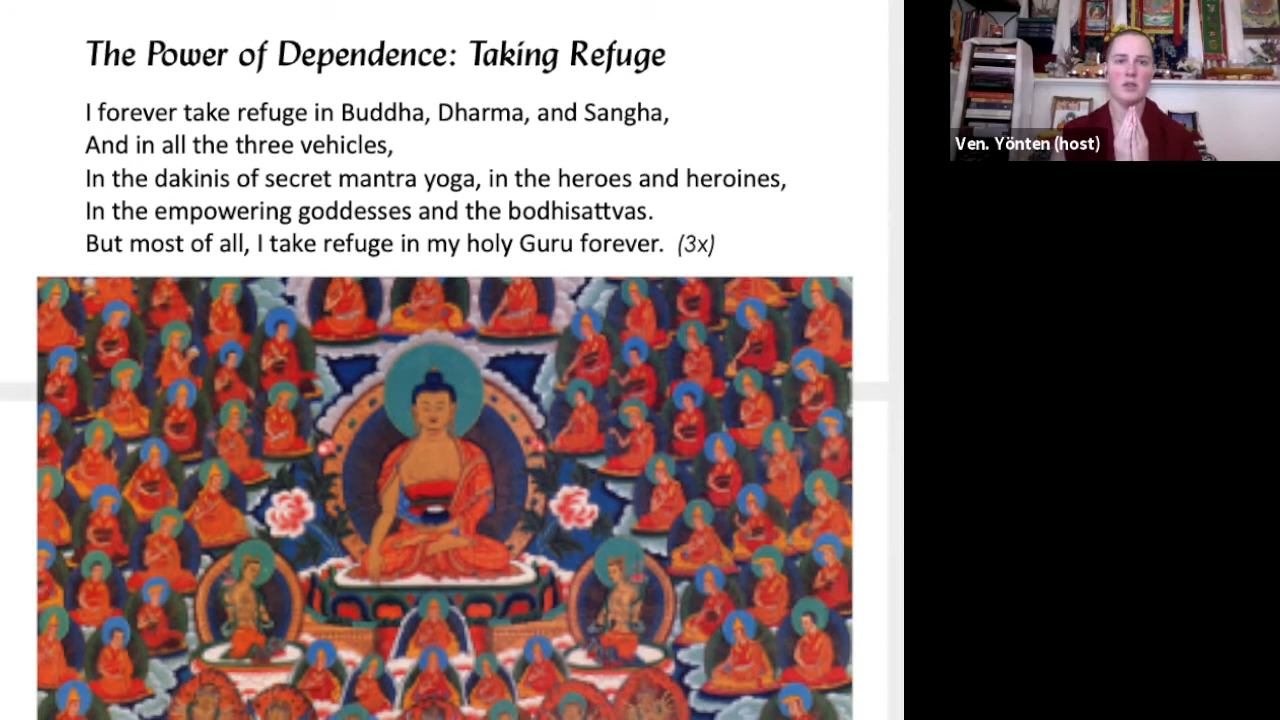 The Power of Dependence: Taking Refuge
I forever take refuge in Buddha, Dharma, and Sangha,
And in all the three vehicles,
In the dakinis of secret mantra yoga, in the heroes and heroines,
In the empowering goddesses and the bodhisattvas.
But most of all, I take refuge in my holy Guru forever. (3x)
Ven. Yönten (host)